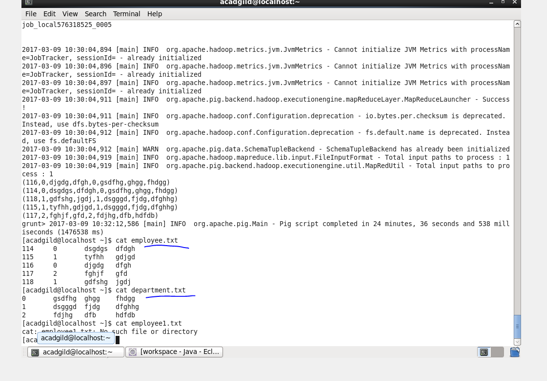 acadgild@localhost:~
File Edit View Search Terminal Help
job_local576318525_0005
2017-03-09 10:30:04,894 [main] INFO org.apache.hadoop.metrics.jvm.JvmMetrics - Cannot initialize JVM Metrics with processNam
e=JobTracker, sessionId= - already initialized
2017-03-09 10:30:04,896 [main] INFO org.apache.hadoop.metrics.jvm.JvmMetrics - Cannot initialize JVM Metrics with processNam
e=JobTracker, sessionId= - already initialized
2017-03-09 10:30:04,897 [main] INFO org.apache.hadoop.metrics.jvm.JvmMetrics - Cannot initialize JVM Metrics with processNam
e=JobTracker, sessionId= - already initialized
2017-03-09 10:30:04,911 [main] INFO org.apache.pig.backend.hadoop.executionengine.mapReduceLayer.MapReduceLauncher - Success
!
2017-03-09 10:30:04,911 [main] INFO org.apache.hadoop.conf.Configuration.deprecation - io.bytes.per.checksum is deprecated.
Instead, use dfs.bytes-per-checksum
2017-03-09 10:30:04,912 [main] INFO org.apache.hadoop.conf.Configuration.deprecation - fs.default.name is deprecated. Instea
d, use fs.defaultFS
2017-03-09 10:30:04,912 [main] WARN org.apache.pig.data.SchemaTupleBackend - SchemaTupleBackend has already been initialized
2017-03-09 10:30:04,919 [main] INFO org.apache.hadoop.mapreduce.lib.input.FileInputFormat - Total input paths to process : 1
2017-03-09 10:30:04,919 [main] INFO org.apache.pig.backend.hadoop.executionengine.util.MapRedUtil - Total input paths to pro
cess : 1
(116,0,djgdg,dfgh,0,gsdfhg,ghgg,fhdgg)
(114,0,dsgdgs,dfdgh,0,gsdfhg,ghgg,fhdgg)
(118,1,gdfshg,jgdj,1,dsgggd,fjdg,dfghhg)
(115,1,tyfhh,gdjgd,1,dsgggd,fjdg,dfghhg)
(117,2,fghjf,gfd,2,fdjhg,dfb,hdfdb)
grunt> 2017-03-09 10:32:12,586 [main] INFO org.apache.pig.Main - Pig script completed in 24 minutes, 36 seconds and 538 mill
iseconds (1476538 ms)
[acadgild@localhost ~]$ cat employee.txt
114 0 dsgdgs dfdgh
115 1 tyfhh gdjgd
116 0 djgdg dfgh
117 2 fghjf gfd
118 1 gdfshg jgdj
[acadgild@localhost ~]$ cat department.txt
0 gsdfhg ghgg fhdgg
1 dsgggd fjdg dfghhg
2 fdjhg dfb hdfdb
[acadgild@localhost ~]$ cat employee1.txt
cat: employee1.txt: No such file or directory
[aca
acadgild@localhost:~
acadgild@localhost:~
[workspace - Java - Ecl...